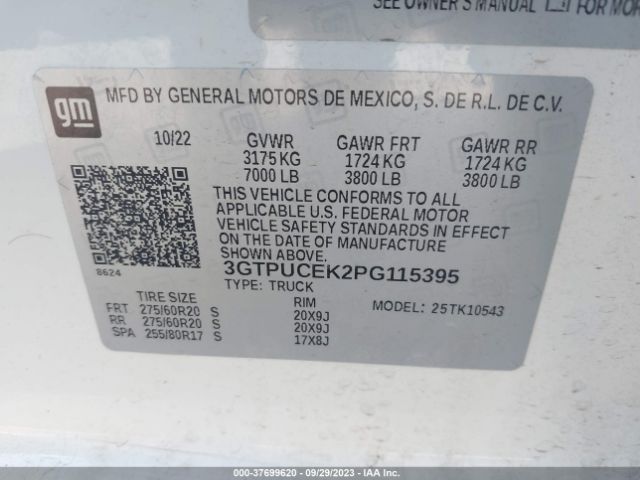 SEE OWNER'S MANUAL FOR MOR
gm MFD BY GENERAL MOTORS DE MEXICO, S. DE R.L. DE C.V.
10/22 GVWR GAWR FRT GAWR RR
3175 KG 1724 KG 1724 KG
7000 LB 3800 LB 3800 LB
THIS VEHICLE CONFORMS TO ALL
APPLICABLE U.S. FEDERAL MOTOR
VEHICLE SAFETY STANDARDS IN EFFECT
ON THE DATE OF MANUFACTURE
SHOWN ABOVE.
8624
3GTPUCEK2PG115395
TYPE: TRUCK
TIRE SIZE RIM MODEL: 25TK10543
FRT 275/60R20 S 20X9J
RR 275/60R20 S 20X9J
SPA 255/80R17 S 17X8J
000-37699620 - 09/29/2023 - IAA Inc.